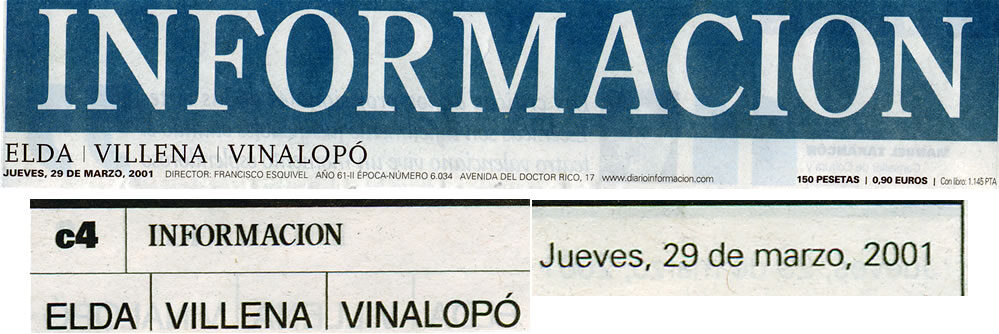 INFORMACION
ELDA | VILLENA | VINALOPÓ
JUEVES, 29 DE MARZO, 2001 DIRECTOR: FRANCISCO ESQUIVEL AÑO 61-II ÉPOCA-NÚMERO 6.034 AVENIDA DEL DOCTOR RICO, 17 www.diarioinformacion.com 150 PESETAS | 0,90 EUROS | Con libro: 1.145 PTA
c4 INFORMACION
Jueves, 29 de marzo, 2001
ELDA VILLENA VINALOPÓ